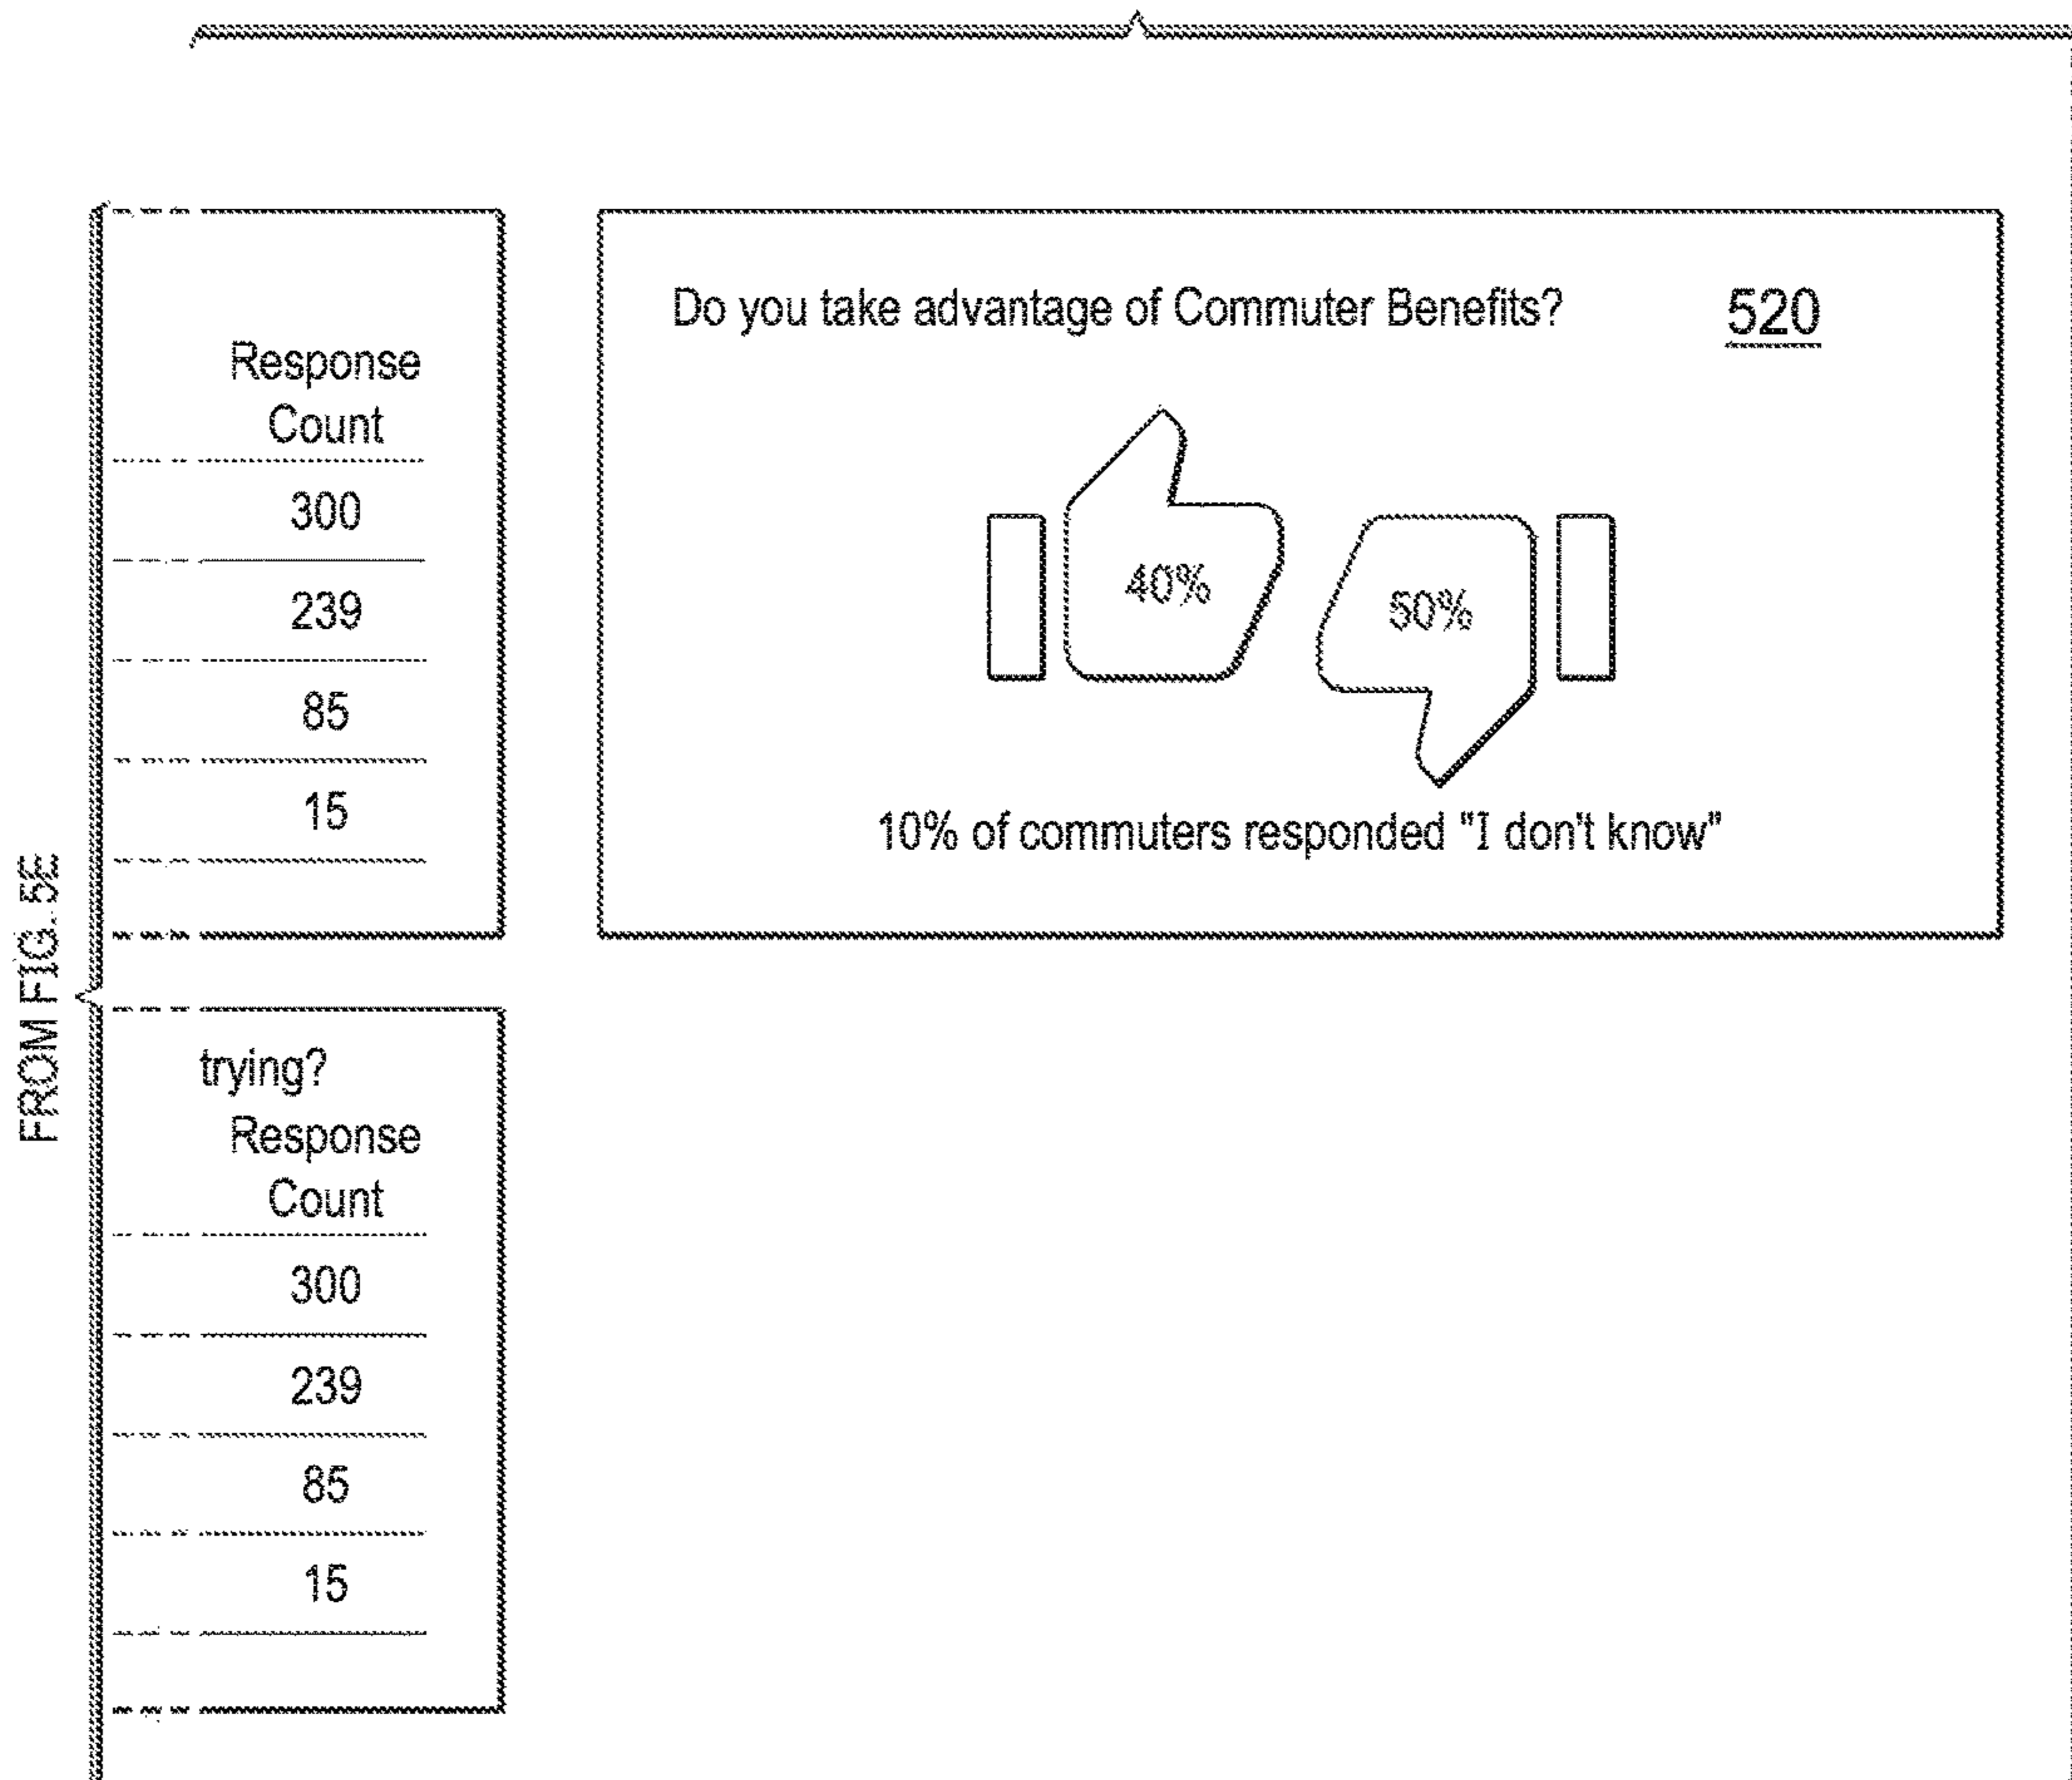 FROM FIG. 5E
Response
Count
300
239
85
15
Do you take advantage of Commuter Benefits?
520
40%
50%
10% of commuters responded "I don't know"
trying?
Response
Count
300
239
85
15